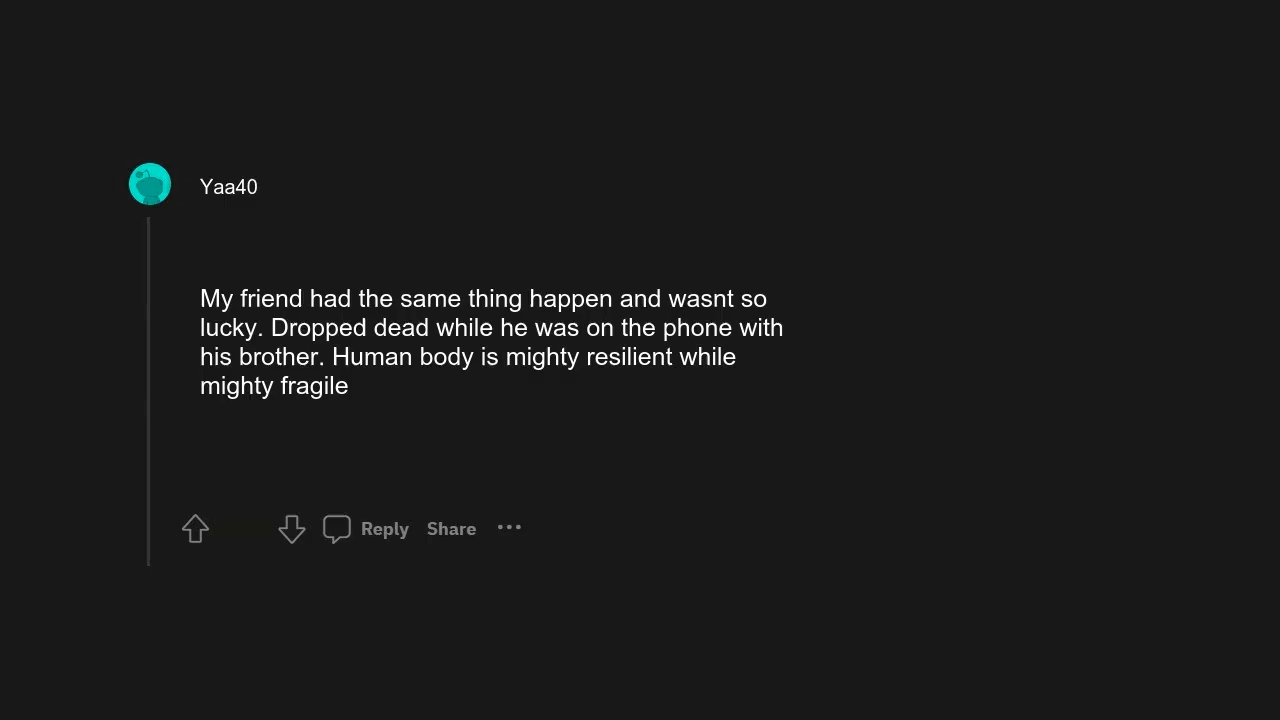 Yaa40
My friend had the same thing happen and wasnt so
lucky. Dropped dead while he was on the phone with
his brother. Human body is mighty resilient while
mighty fragile
Reply Share